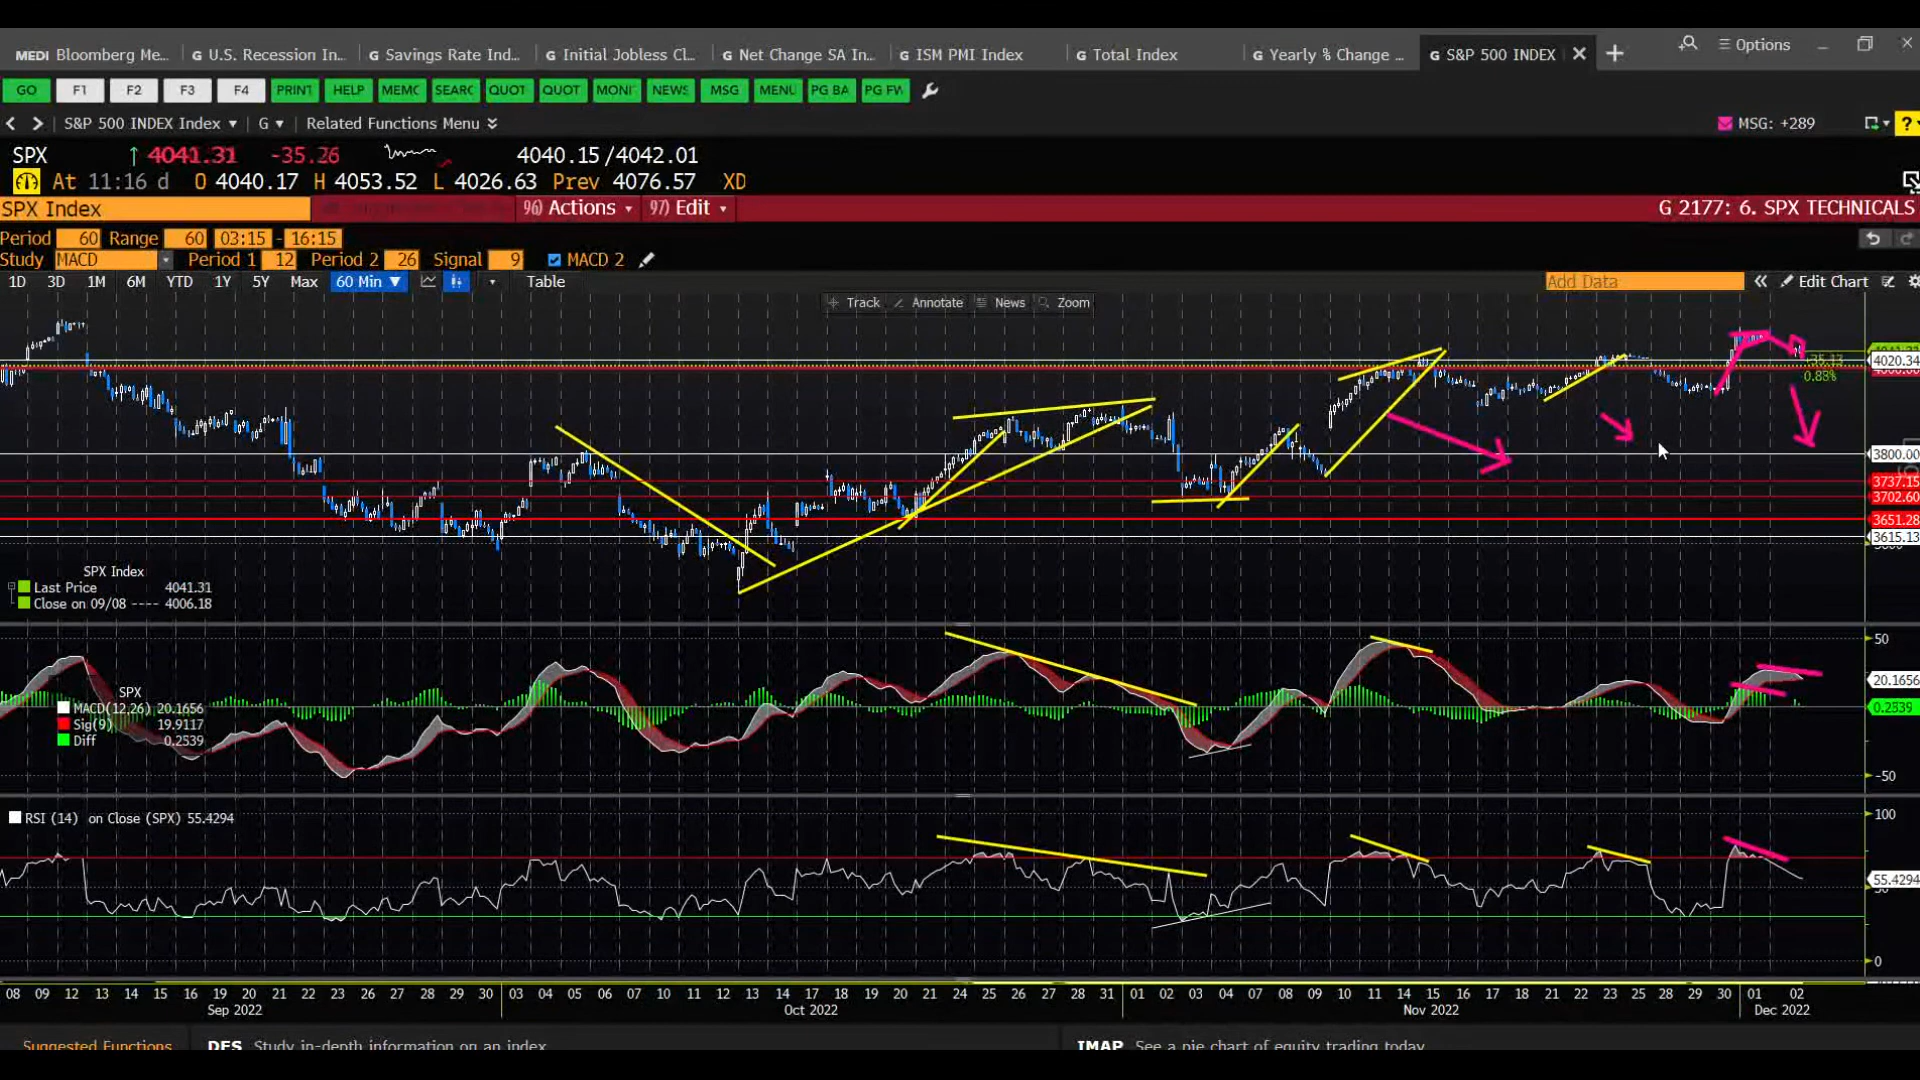 MEDI Bloomberg Me... G U.S. Recession In... G Savings Rate Ind... G Initial Jobless Cl... G Net Change SA In... G ISM PMI Index G Total Index G Yearly % Change ... G S&P 500 INDEX × + Options
GO F1 F2 F3 F4 PRINT HELP MEMC SEARC QUOT QUOT MONI NEWS MSG MENU PG BA PG FW
S&P 500 INDEX Index G Related Functions Menu MSG: +289 ?
SPX ↑ 4041.31 -35.26 4040.15/4042.01
At 11:16 d O 4040.17 H 4053.52 L 4026.63 Prev 4076.57 XD
SPX Index 96) Actions 97) Edit G 2177: 6. SPX TECHNICALS
Period 60 Range 60 03:15 - 16:15
Study MACD Period 1 12 Period 2 26 Signal 9 MACD 2
1D 3D 1M 6M YTD 1Y 5Y Max 60 Min Table Add Data « Edit Chart
Track Annotate News Zoom
4020.34
-35.13
0.83%
3800.00
3737.15
3702.60
3651.28
3615.13
SPX Index
Last Price 4041.31
Close on 09/08 ---- 4006.18
50
SPX
20.1656
MACD(12,26) 20.1656
0.2539
Sig(9) 19.9117
Diff 0.2539
-50
RSI (14) on Close (SPX) 55.4294
100
55.4294
0
08 09 12 13 14 15 16 19 20 21 22 23 26 27 28 29 30 03 04 05 06 07 10 11 12 13 14 17 18 19 20 21 24 25 26 27 28 31 01 02 03 04 07 08 09 10 11 14 15 16 17 18 21 22 23 25 28 29 30 01 02
Sep 2022 Oct 2022 Nov 2022 Dec 2022
Suggested Functions DES Study in-depth information on an index IMAP See a pie chart of equity trading today